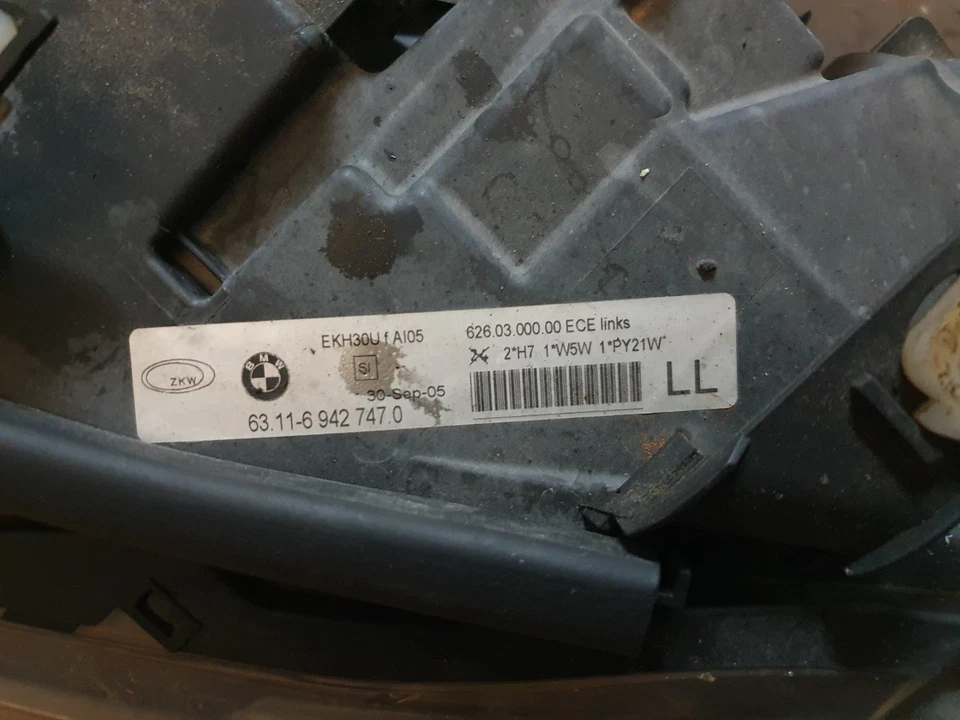 EKH30U f AI05
626.03.000.00 ECE links
ZKW
BMW
SI
2*H7 1*W5W 1*PY21W
30-Sep-05
LL
63.11-6 942 747.0